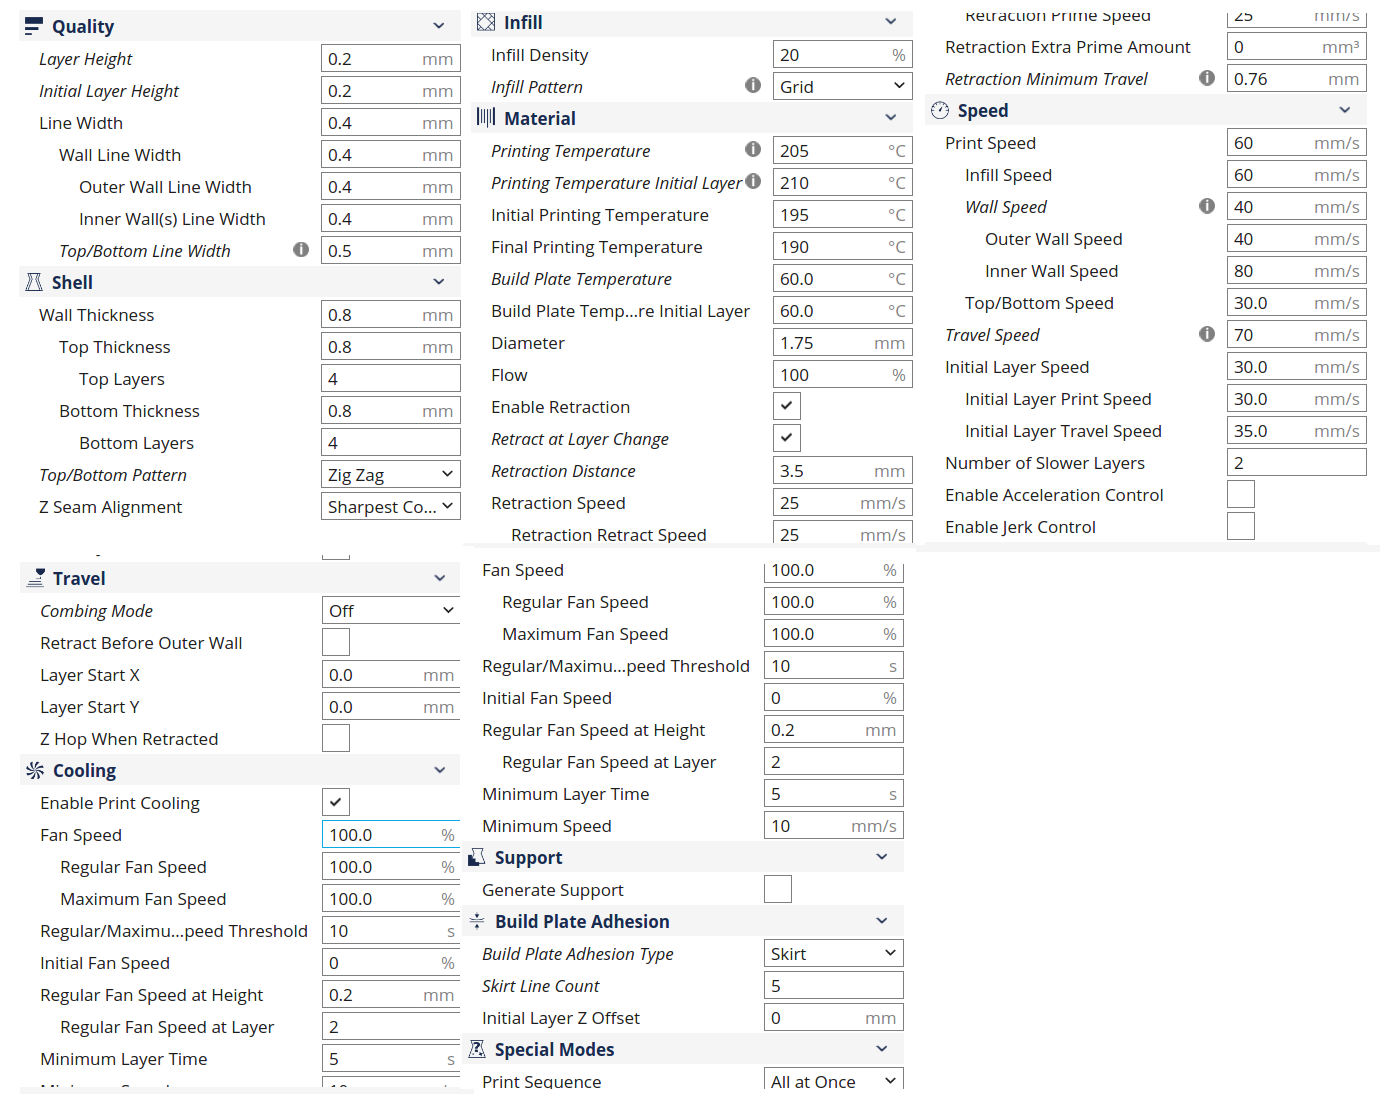 Quality
Layer Height 0.2 mm
Initial Layer Height 0.2 mm
Line Width 0.4 mm
Wall Line Width 0.4 mm
Outer Wall Line Width 0.4 mm
Inner Wall(s) Line Width 0.4 mm
Top/Bottom Line Width 0.5 mm
Shell
Wall Thickness 0.8 mm
Top Thickness 0.8 mm
Top Layers 4
Bottom Thickness 0.8 mm
Bottom Layers 4
Top/Bottom Pattern Zig Zag
Z Seam Alignment Sharpest Co...
Infill
Infill Density 20 %
Infill Pattern Grid
Material
Printing Temperature 205 °C
Printing Temperature Initial Layer 210 °C
Initial Printing Temperature 195 °C
Final Printing Temperature 190 °C
Build Plate Temperature 60.0 °C
Build Plate Temp...re Initial Layer 60.0 °C
Diameter 1.75 mm
Flow 100 %
Enable Retraction
Retract at Layer Change
Retraction Distance 3.5 mm
Retraction Speed 25 mm/s
Retraction Retract Speed 25 mm/s
Retraction Prime Speed 25 mm/s
Retraction Extra Prime Amount 0 mm³
Retraction Minimum Travel 0.76 mm
Speed
Print Speed 60 mm/s
Infill Speed 60 mm/s
Wall Speed 40 mm/s
Outer Wall Speed 40 mm/s
Inner Wall Speed 80 mm/s
Top/Bottom Speed 30.0 mm/s
Travel Speed 70 mm/s
Initial Layer Speed 30.0 mm/s
Initial Layer Print Speed 30.0 mm/s
Initial Layer Travel Speed 35.0 mm/s
Number of Slower Layers 2
Enable Acceleration Control
Enable Jerk Control
Travel
Combing Mode Off
Retract Before Outer Wall
Layer Start X 0.0 mm
Layer Start Y 0.0 mm
Z Hop When Retracted
Cooling
Enable Print Cooling
Fan Speed 100.0 %
Regular Fan Speed 100.0 %
Maximum Fan Speed 100.0 %
Regular/Maximu...peed Threshold 10 s
Initial Fan Speed 0 %
Regular Fan Speed at Height 0.2 mm
Regular Fan Speed at Layer 2
Minimum Layer Time 5 s
Fan Speed 100.0 %
Regular Fan Speed 100.0 %
Maximum Fan Speed 100.0 %
Regular/Maximu...peed Threshold 10 s
Initial Fan Speed 0 %
Regular Fan Speed at Height 0.2 mm
Regular Fan Speed at Layer 2
Minimum Layer Time 5 s
Minimum Speed 10 mm/s
Support
Generate Support
Build Plate Adhesion
Build Plate Adhesion Type Skirt
Skirt Line Count 5
Initial Layer Z Offset 0 mm
Special Modes
Print Sequence All at Once